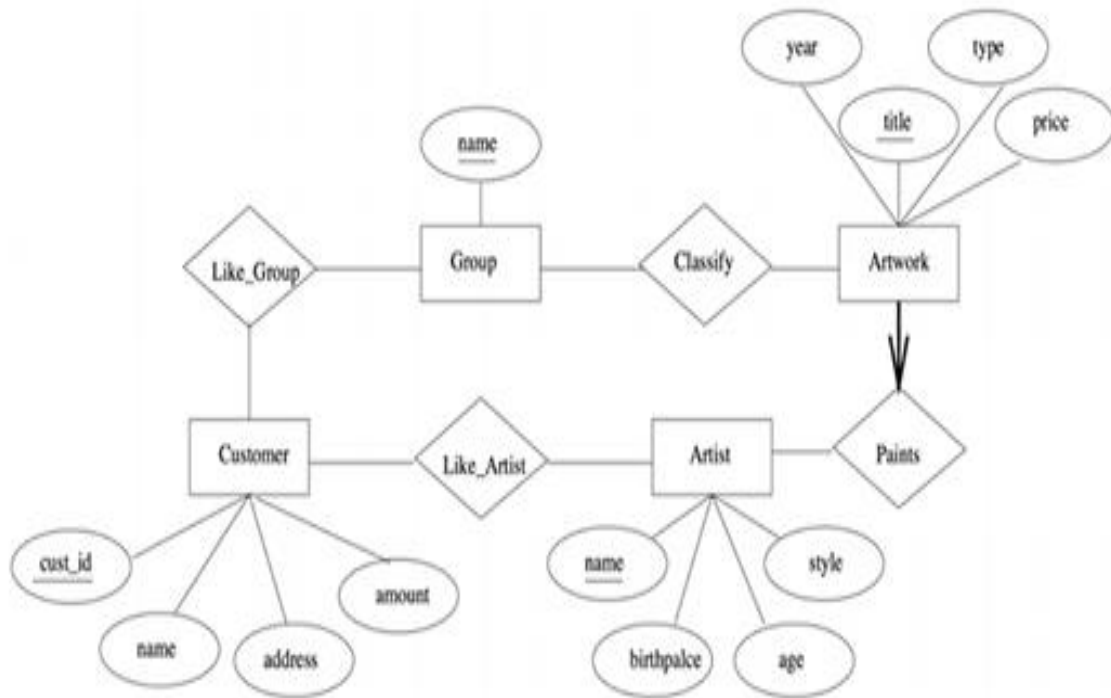 year
type
title
price
name
Like_Group
Group
Classify
Artwork
Customer
Like_Artist
Artist
Paints
cust_id
name
address
amount
name
birthpalce
age
style